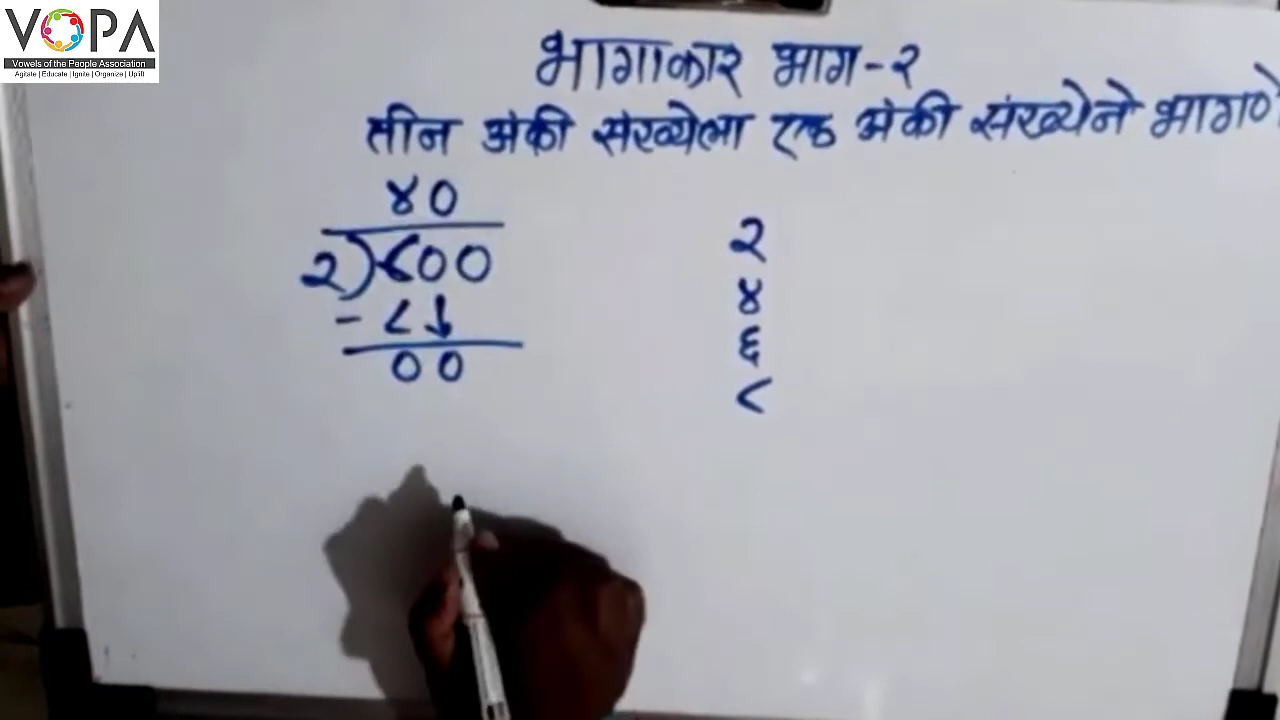 VOPA
Vowels of the People Association
Agitate | Educate | Ignite | Organize | Uplift
भागाकार भाग-२
तीन अंकी संख्येला एक अंकी संख्येने भागणे
४०
२)८००
- ८↓
००
२
४
६
८